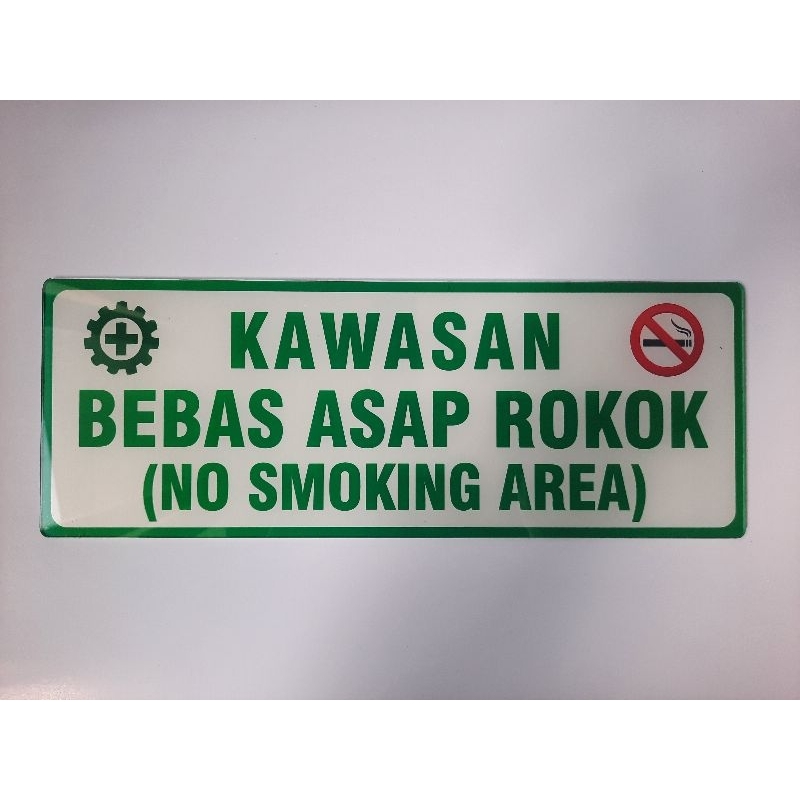 KAWASAN
BEBAS ASAP ROKOK
(NO SMOKING AREA)